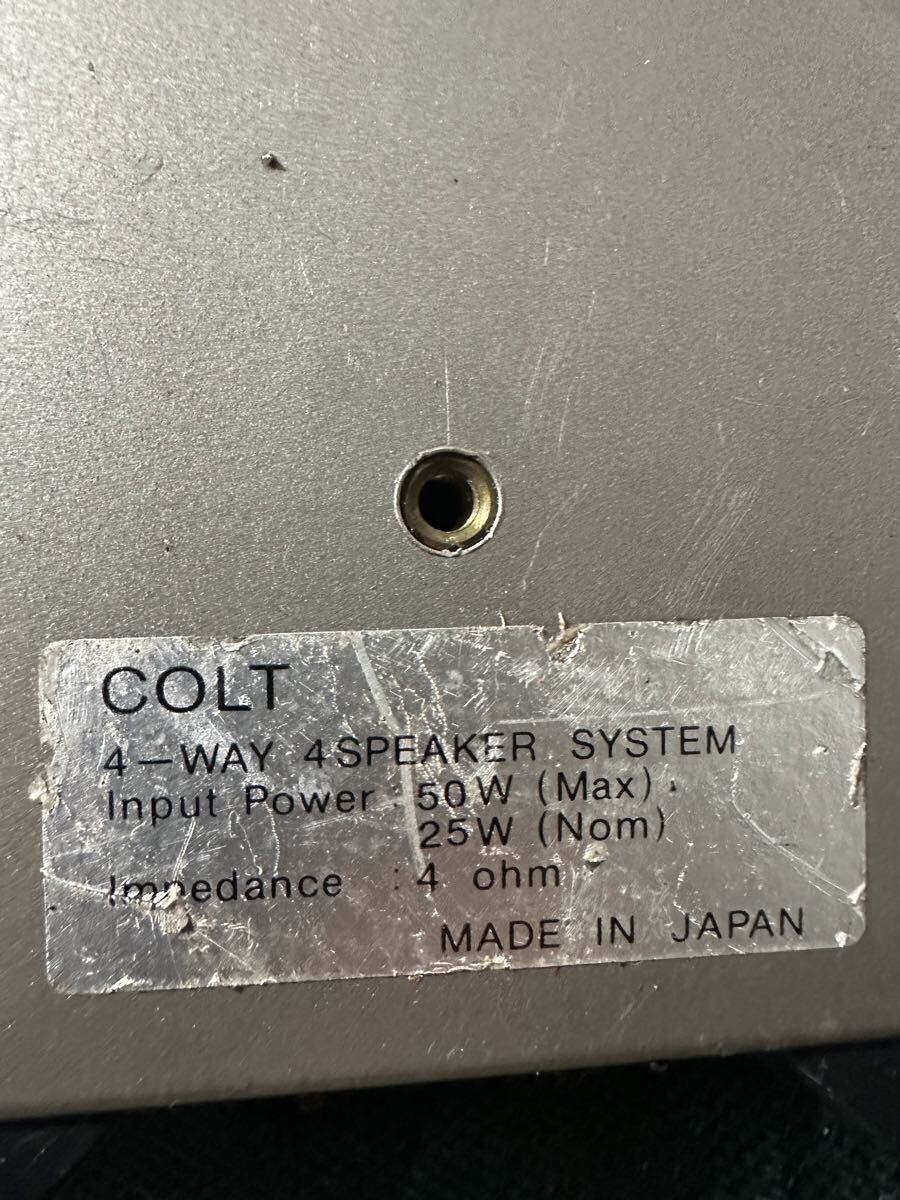 COLT
4-WAY 4SPEAKER SYSTEM
Input Power : 50W (Max)
25W (Nom)
Impedance : 4 ohm
MADE IN JAPAN